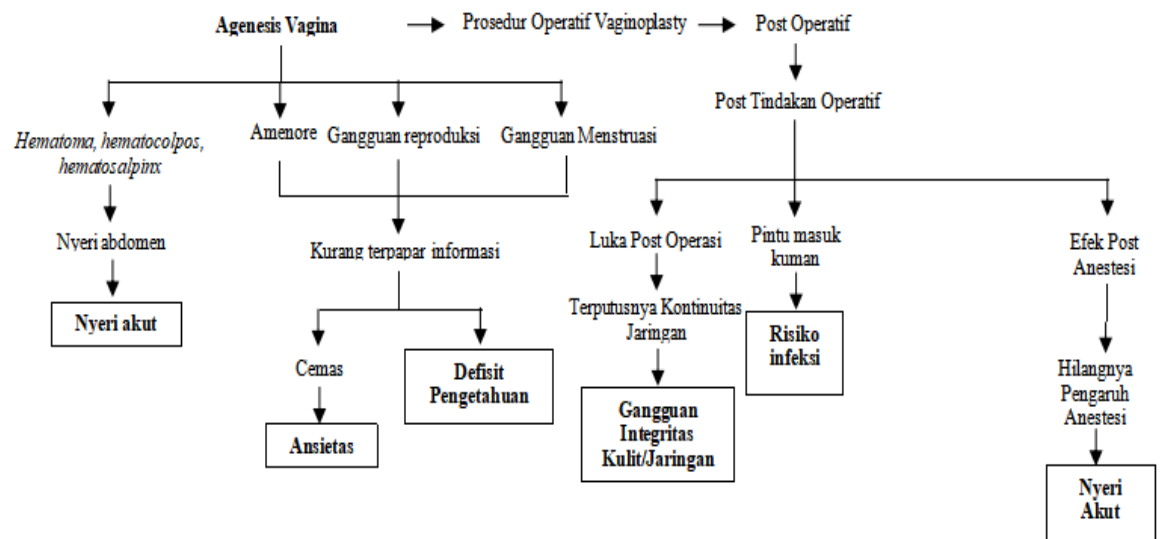 Agenesis Vagina
Prosedur Operatif Vaginoplasty
Post Operatif
Post Tindakan Operatif
Hematoma, hematocolpos,
hematosalpinx
Amenore
Gangguan reproduksi
Gangguan Menstruasi
Nyeri abdomen
Nyeri akut
Kurang terpapar informasi
Cemas
Ansietas
Defisit
Pengetahuan
Luka Post Operasi
Terputusnya Kontinuitas
Jaringan
Gangguan
Integritas
Kulit/Jaringan
Pintu masuk
kuman
Risiko
infeksi
Efek Post
Anestesi
Hilangnya
Pengaruh
Anestesi
Nyeri
Akut